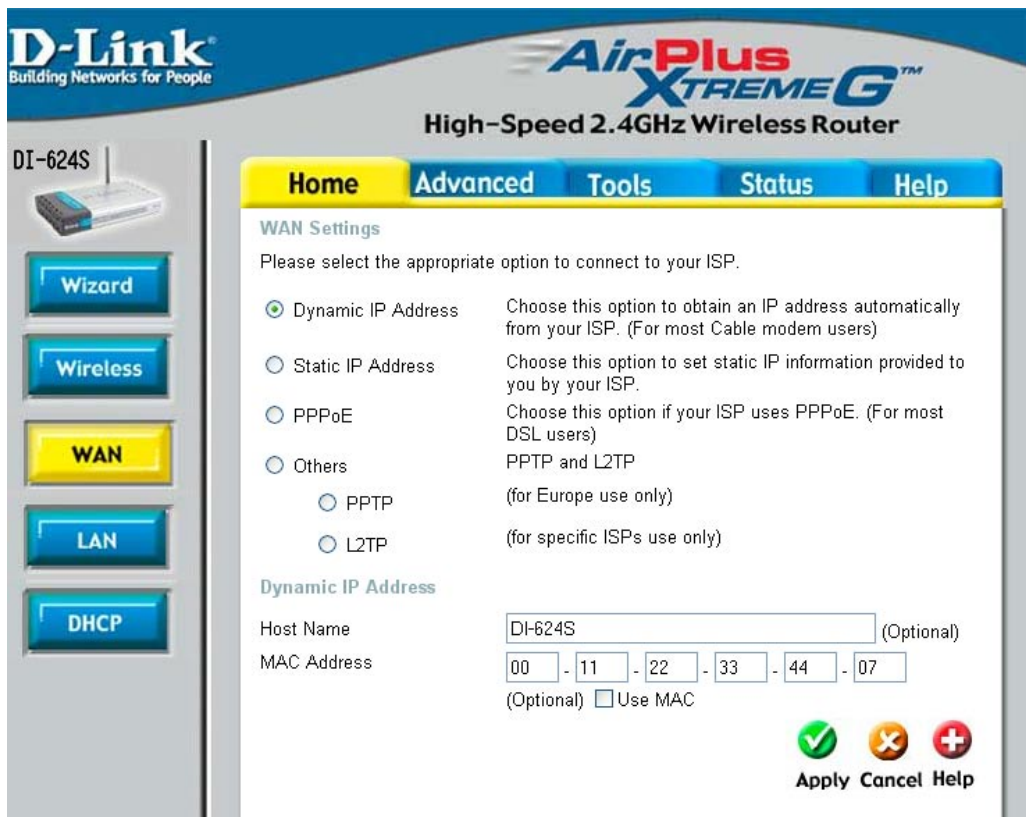 D-Link®
Building Networks for People
AirPlus
XTREME G™
High-Speed 2.4GHz Wireless Router
DI-624S
Home Advanced Tools Status Help
Wizard
Wireless
WAN
LAN
DHCP
WAN Settings
Please select the appropriate option to connect to your ISP.
Dynamic IP Address Choose this option to obtain an IP address automatically
from your ISP. (For most Cable modem users)
Static IP Address Choose this option to set static IP information provided to
you by your ISP.
PPPoE Choose this option if your ISP uses PPPoE. (For most
DSL users)
Others PPTP and L2TP
PPTP (for Europe use only)
L2TP (for specific ISPs use only)
Dynamic IP Address
Host Name DI-624S (Optional)
MAC Address 00 - 11 - 22 - 33 - 44 - 07
(Optional) Use MAC
Apply Cancel Help